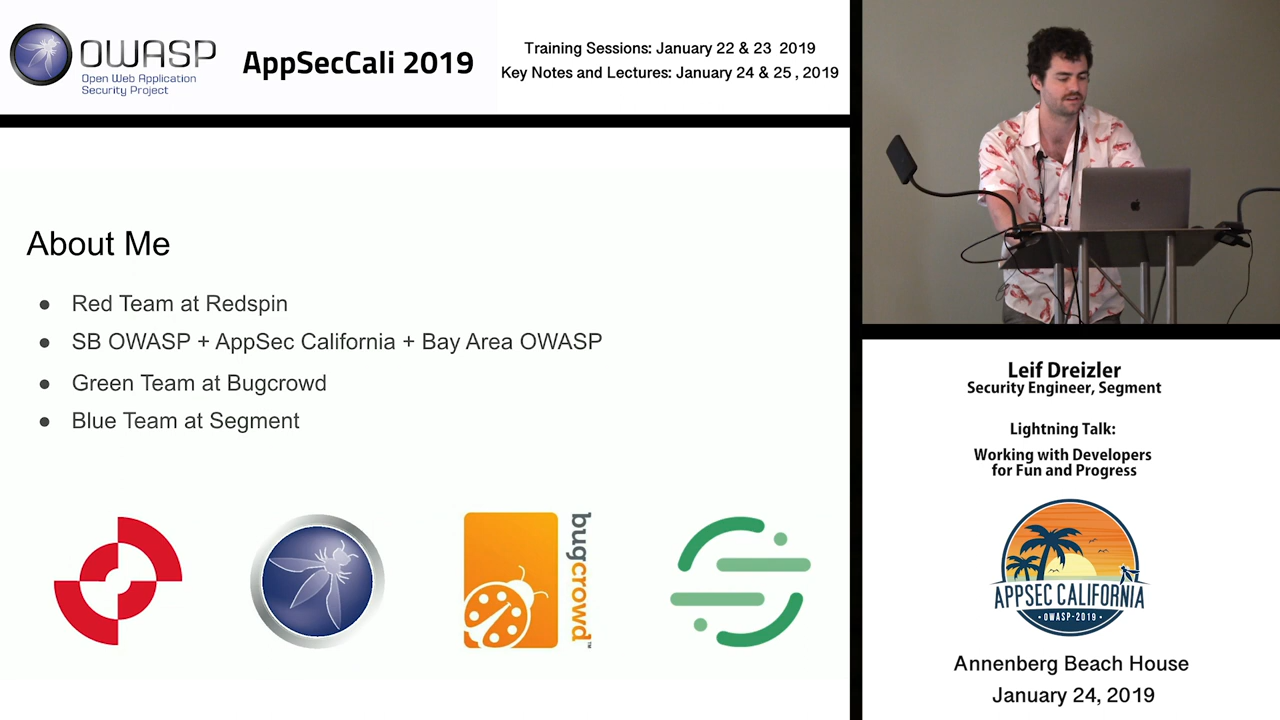 OWASP
Open Web Application
Security Project
AppSecCali 2019
Training Sessions: January 22 & 23 2019
Key Notes and Lectures: January 24 & 25 , 2019
About Me
● Red Team at Redspin
● SB OWASP + AppSec California + Bay Area OWASP
● Green Team at Bugcrowd
● Blue Team at Segment
bugcrowd™
Leif Dreizler
Security Engineer, Segment
Lightning Talk:
Working with Developers
for Fun and Progress
APPSEC CALIFORNIA
• OWASP-2019 •
Annenberg Beach House
January 24, 2019